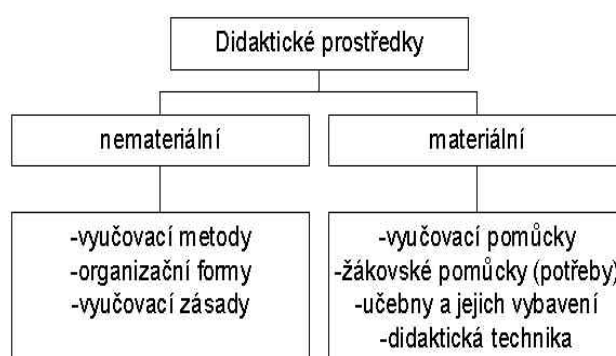 Didaktické prostředky
nemateriální
materiální
-vyučovací metody
-organizační formy
-vyučovací zásady
-vyučovací pomůcky
-žákovské pomůcky (potřeby)
-učebny a jejich vybavení
-didaktická technika